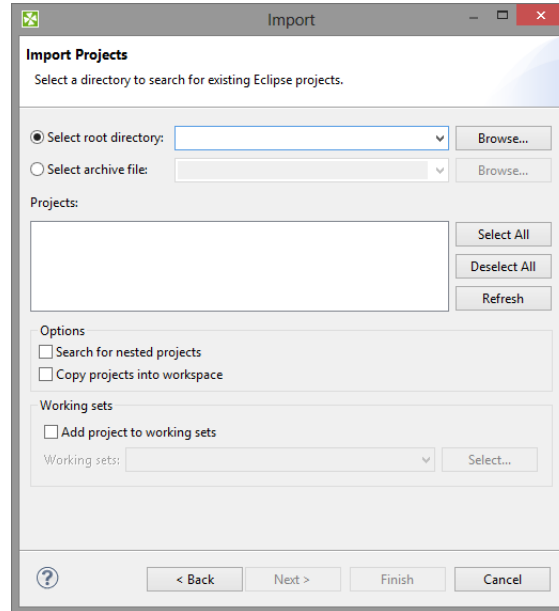 Import
Import Projects
Select a directory to search for existing Eclipse projects.
Select root directory:
Browse...
Select archive file:
Browse...
Projects:
Select All
Deselect All
Refresh
Options
Search for nested projects
Copy projects into workspace
Working sets
Add project to working sets
Working sets:
Select...
?
< Back
Next >
Finish
Cancel